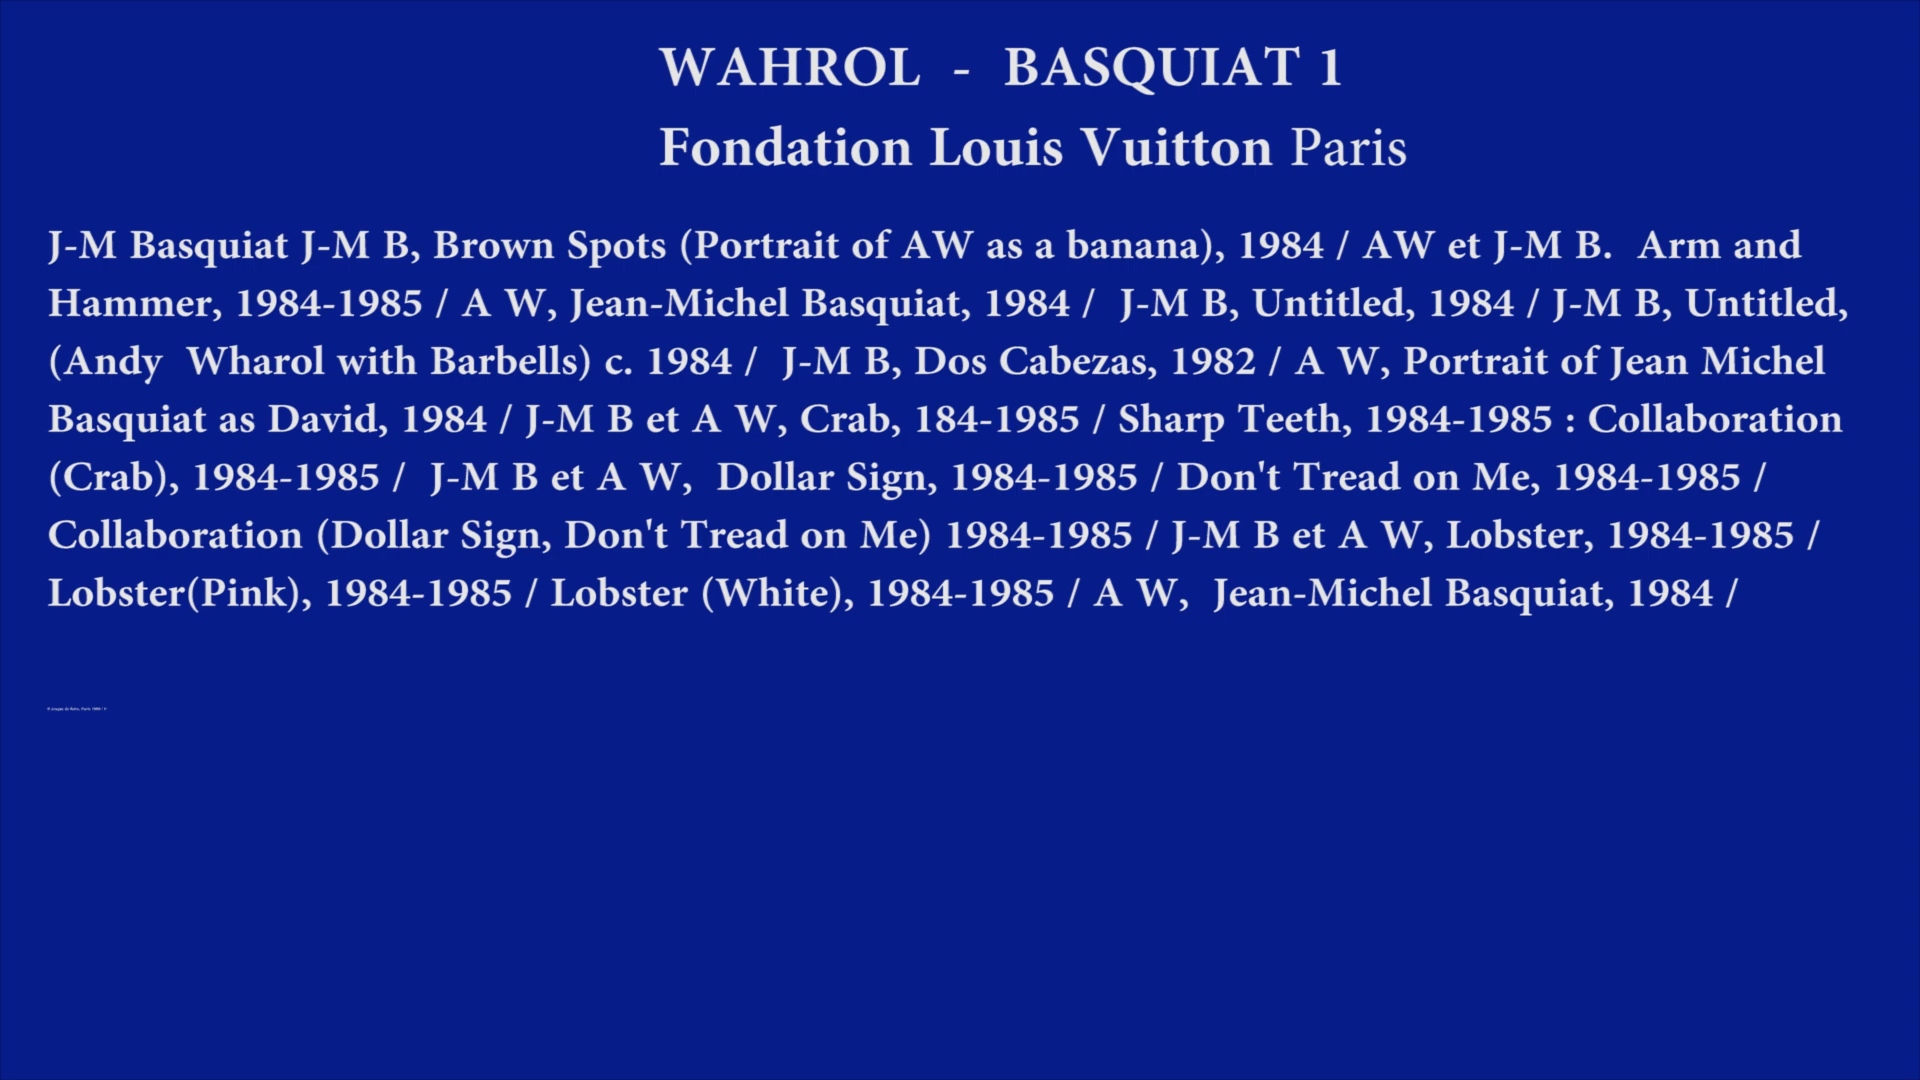 WAHROL - BASQUIAT 1
Fondation Louis Vuitton Paris
J-M Basquiat J-M B, Brown Spots (Portrait of AW as a banana), 1984 / AW et J-M B. Arm and
Hammer, 1984-1985 / A W, Jean-Michel Basquiat, 1984 / J-M B, Untitled, 1984 / J-M B, Untitled,
(Andy Wharol with Barbells) c. 1984 / J-M B, Dos Cabezas, 1982 / A W, Portrait of Jean Michel
Basquiat as David, 1984 / J-M B et A W, Crab, 184-1985 / Sharp Teeth, 1984-1985 : Collaboration
(Crab), 1984-1985 / J-M B et A W, Dollar Sign, 1984-1985 / Don't Tread on Me, 1984-1985 /
Collaboration (Dollar Sign, Don't Tread on Me) 1984-1985 / J-M B et A W, Lobster, 1984-1985 /
Lobster(Pink), 1984-1985 / Lobster (White), 1984-1985 / A W, Jean-Michel Basquiat, 1984 /